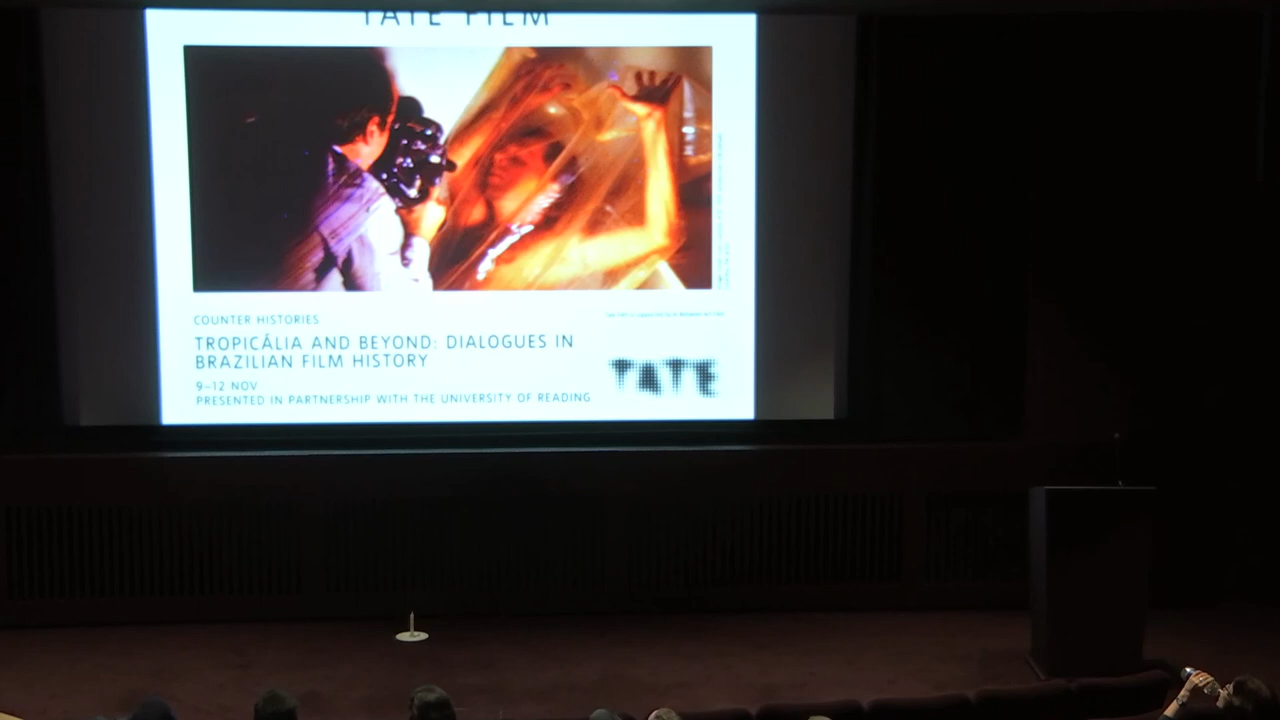 TATE FILM
COUNTER HISTORIES
TROPICÁLIA AND BEYOND: DIALOGUES IN
BRAZILIAN FILM HISTORY
9–12 NOV
PRESENTED IN PARTNERSHIP WITH THE UNIVERSITY OF READING
TATE